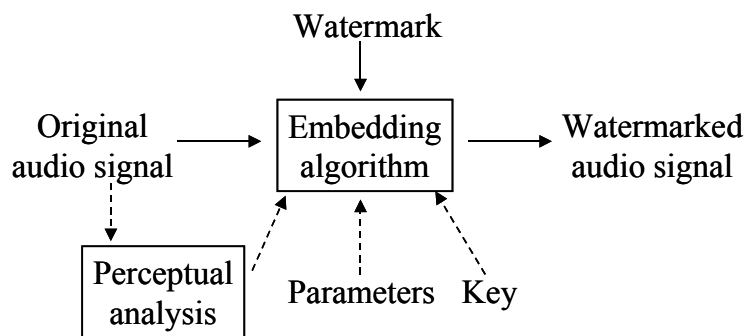 Watermark
Original
audio signal
Embedding
algorithm
Watermarked
audio signal
Perceptual
analysis
Parameters
Key